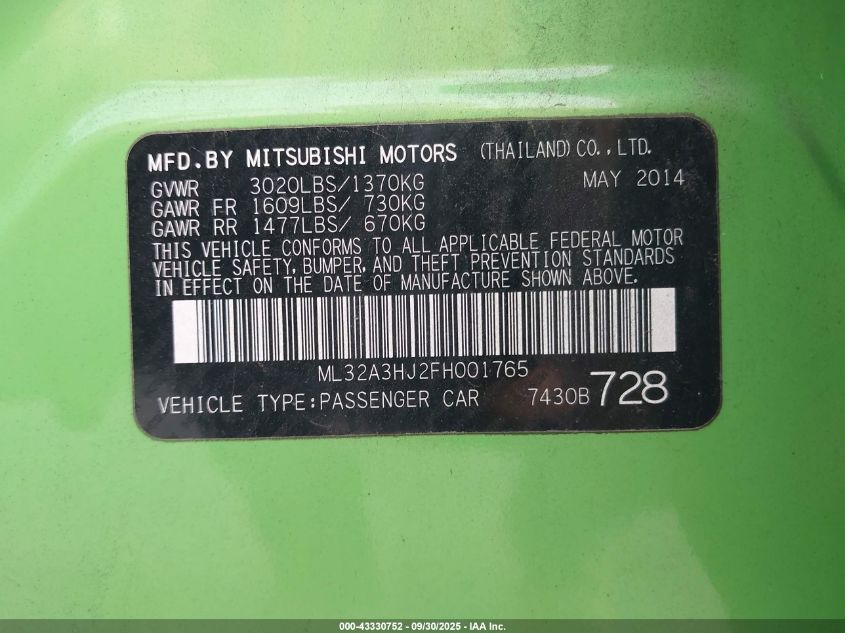 MFD.BY MITSUBISHI MOTORS (THAILAND) CO.,LTD.
GVWR 3020LBS/1370KG MAY 2014
GAWR FR 1609LBS/ 730KG
GAWR RR 1477LBS/ 670KG
THIS VEHICLE CONFORMS TO ALL APPLICABLE FEDERAL MOTOR
VEHICLE SAFETY, BUMPER, AND THEFT PREVENTION STANDARDS
IN EFFECT ON THE DATE OF MANUFACTURE SHOWN ABOVE.
ML32A3HJ2FH001765
VEHICLE TYPE:PASSENGER CAR 7430B 728
000-43330752 - 09/30/2025 - IAA Inc.